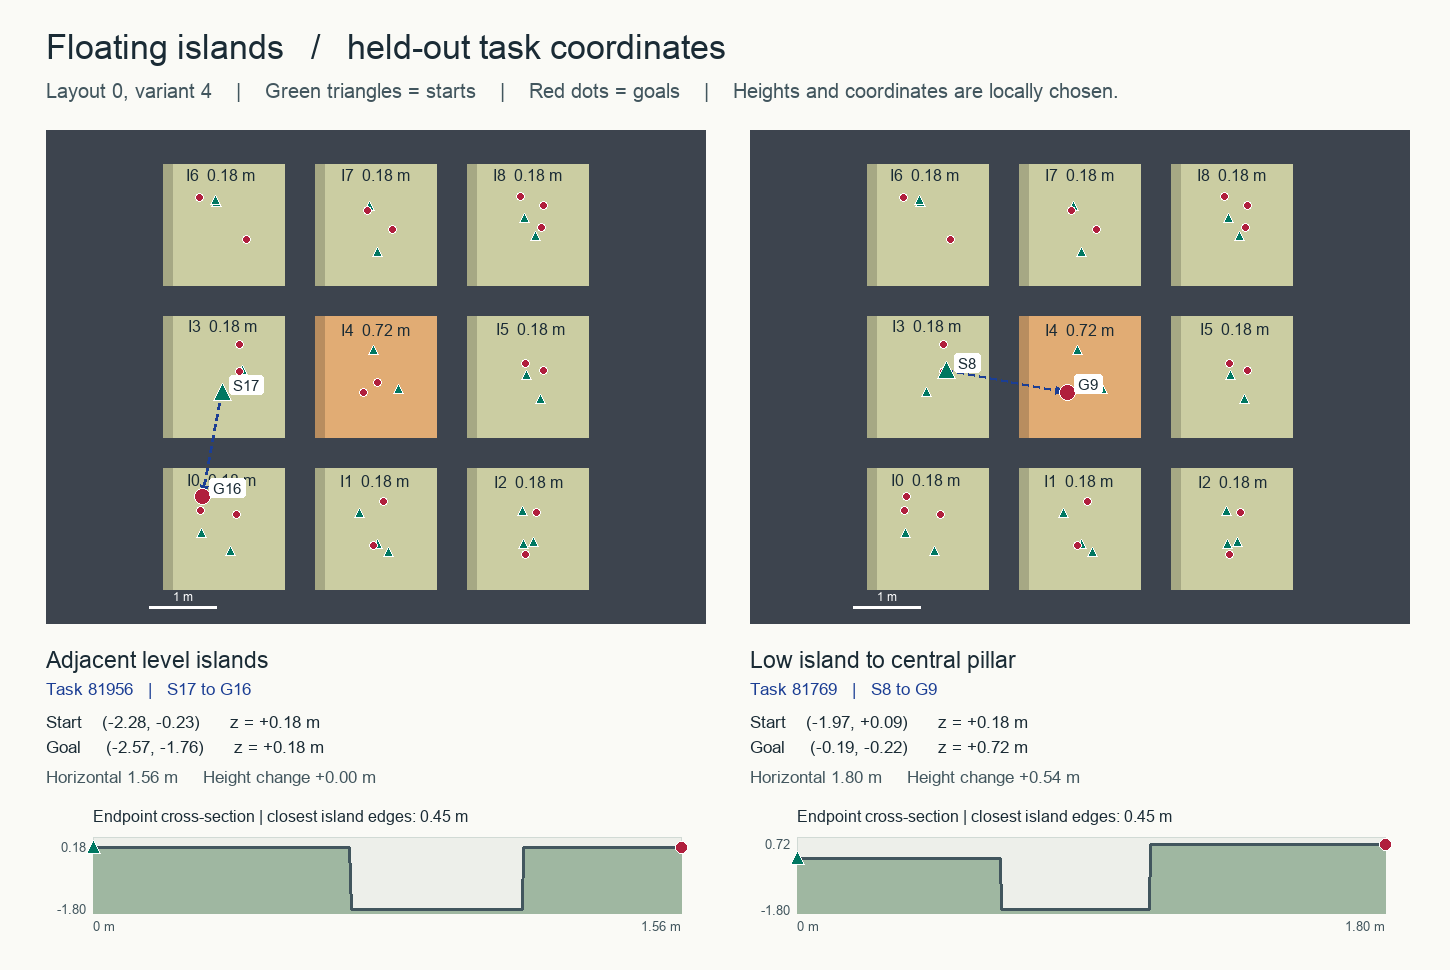 Floating islands / held-out task coordinates
Layout 0, variant 4 | Green triangles = starts | Red dots = goals | Heights and coordinates are locally chosen.
I6 0.18 m
I7 0.18 m
I8 0.18 m
I3 0.18 m
I4 0.72 m
I5 0.18 m
S17
I0 0.18 m
G16
I1 0.18 m
I2 0.18 m
1 m
I6 0.18 m
I7 0.18 m
I8 0.18 m
I3 0.18 m
I4 0.72 m
I5 0.18 m
S8
G9
I0 0.18 m
I1 0.18 m
I2 0.18 m
1 m
Adjacent level islands
Task 81956 | S17 to G16
Start (-2.28, -0.23) z = +0.18 m
Goal (-2.57, -1.76) z = +0.18 m
Horizontal 1.56 m Height change +0.00 m
Endpoint cross-section | closest island edges: 0.45 m
0.18
-1.80
0 m
1.56 m
Low island to central pillar
Task 81769 | S8 to G9
Start (-1.97, +0.09) z = +0.18 m
Goal (-0.19, -0.22) z = +0.72 m
Horizontal 1.80 m Height change +0.54 m
Endpoint cross-section | closest island edges: 0.45 m
0.72
-1.80
0 m
1.80 m